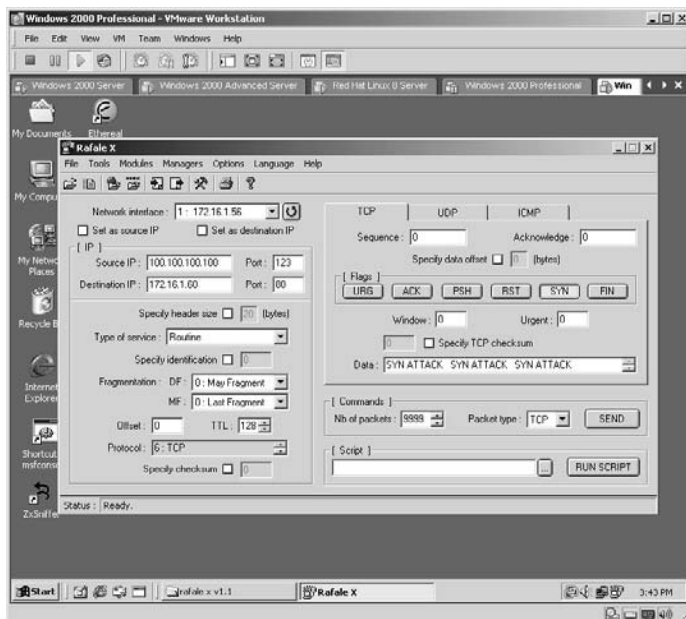 Windows 2000 Professional - VMware Workstation
File Edit View VM Team Windows Help
Windows 2000 Server Windows 2000 Advanced Server Red Hat Linux 8 Server Windows 2000 Professional Win
My Documents Ethereal
Rafale X
File Tools Modules Managers Options Language Help
My Compu
My Netwo
Places
Recycle B
Internet
Explorer
Shortcut
msfconso
ZxSniffer
Network interface : 1 : 172.16.1.56
Set as source IP Set as destination IP
[ IP ]
Source IP : 100.100.100.100 Port : 123
Destination IP : 172.16.1.60 Port : 80
Specify header size 20 (bytes)
Type of service : Routine
Specify identification 0
Fragmentation : DF : 0 : May Fragment
MF : 0 : Last Fragment
Offset : 0 TTL : 128
Protocol : 6 : TCP
Specify checksum 0
TCP UDP ICMP
Sequence : 0 Acknowledge : 0
Specify data offset 0 (bytes)
[ Flags ]
URG ACK PSH RST SYN FIN
Window : 0 Urgent : 0
0 Specify TCP checksum
Data : SYN ATTACK SYN ATTACK SYN ATTACK
[ Commands ]
Nb of packets : 9999 Packet type : TCP SEND
[ Script ]
... RUN SCRIPT
Status : Ready.
Start rafale x v1.1 Rafale X 3:43 PM